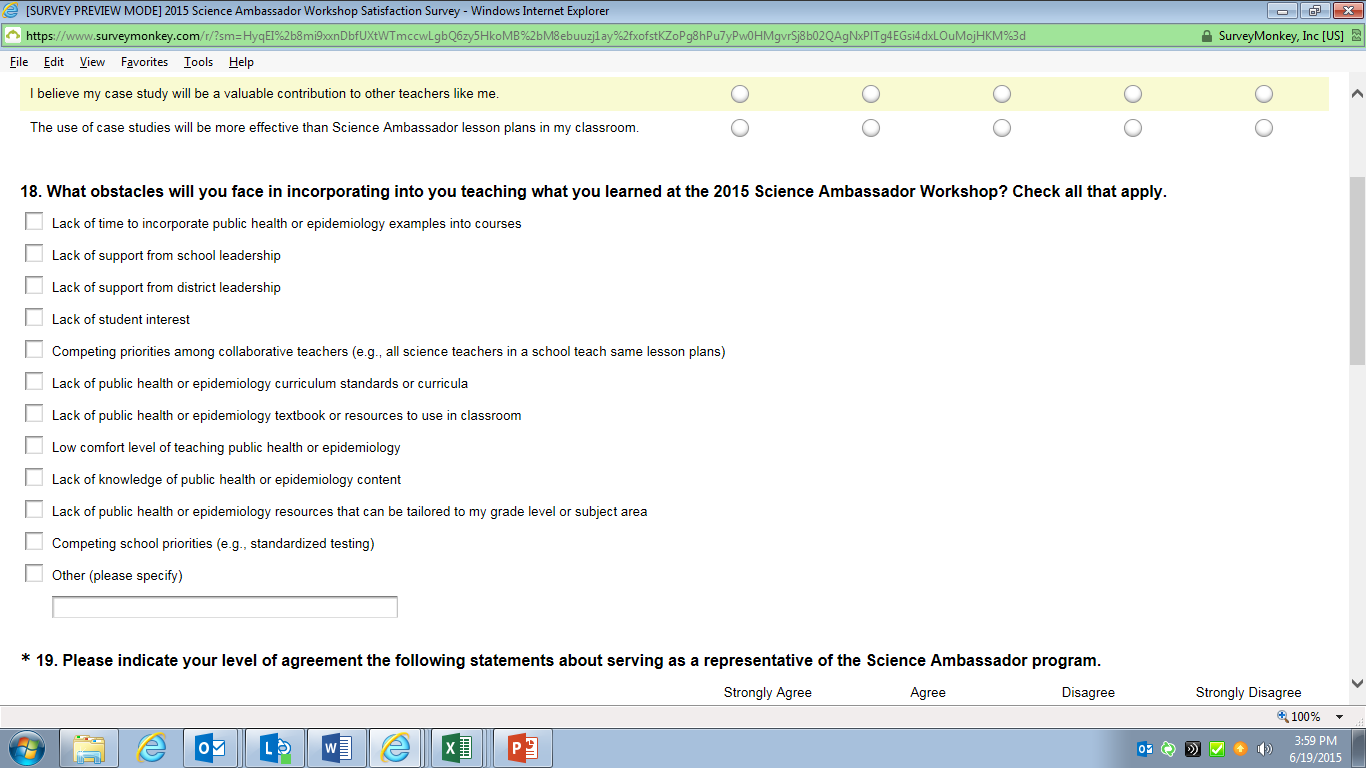 [SURVEY PREVIEW MODE] 2015 Science Ambassador Workshop Satisfaction Survey - Windows Internet Explorer
https://www.surveymonkey.com/r/?sm=HyqEI%2b8mi9xxnDbfUXtWTmccwLgbQ6zy5HkoMB%2bM8ebuuzj1ay%2fxofstKZoPg8hPu7yPw0HMgvrSj8b02QAgNxPITg4EGsi4dxLOuMojHKM%3d
SurveyMonkey, Inc [US]
File Edit View Favorites Tools Help
I believe my case study will be a valuable contribution to other teachers like me.
The use of case studies will be more effective than Science Ambassador lesson plans in my classroom.
18. What obstacles will you face in incorporating into you teaching what you learned at the 2015 Science Ambassador Workshop? Check all that apply.
Lack of time to incorporate public health or epidemiology examples into courses
Lack of support from school leadership
Lack of support from district leadership
Lack of student interest
Competing priorities among collaborative teachers (e.g., all science teachers in a school teach same lesson plans)
Lack of public health or epidemiology curriculum standards or curricula
Lack of public health or epidemiology textbook or resources to use in classroom
Low comfort level of teaching public health or epidemiology
Lack of knowledge of public health or epidemiology content
Lack of public health or epidemiology resources that can be tailored to my grade level or subject area
Competing school priorities (e.g., standardized testing)
Other (please specify)
* 19. Please indicate your level of agreement the following statements about serving as a representative of the Science Ambassador program.
Strongly Agree Agree Disagree Strongly Disagree
100%
3:59 PM
6/19/2015